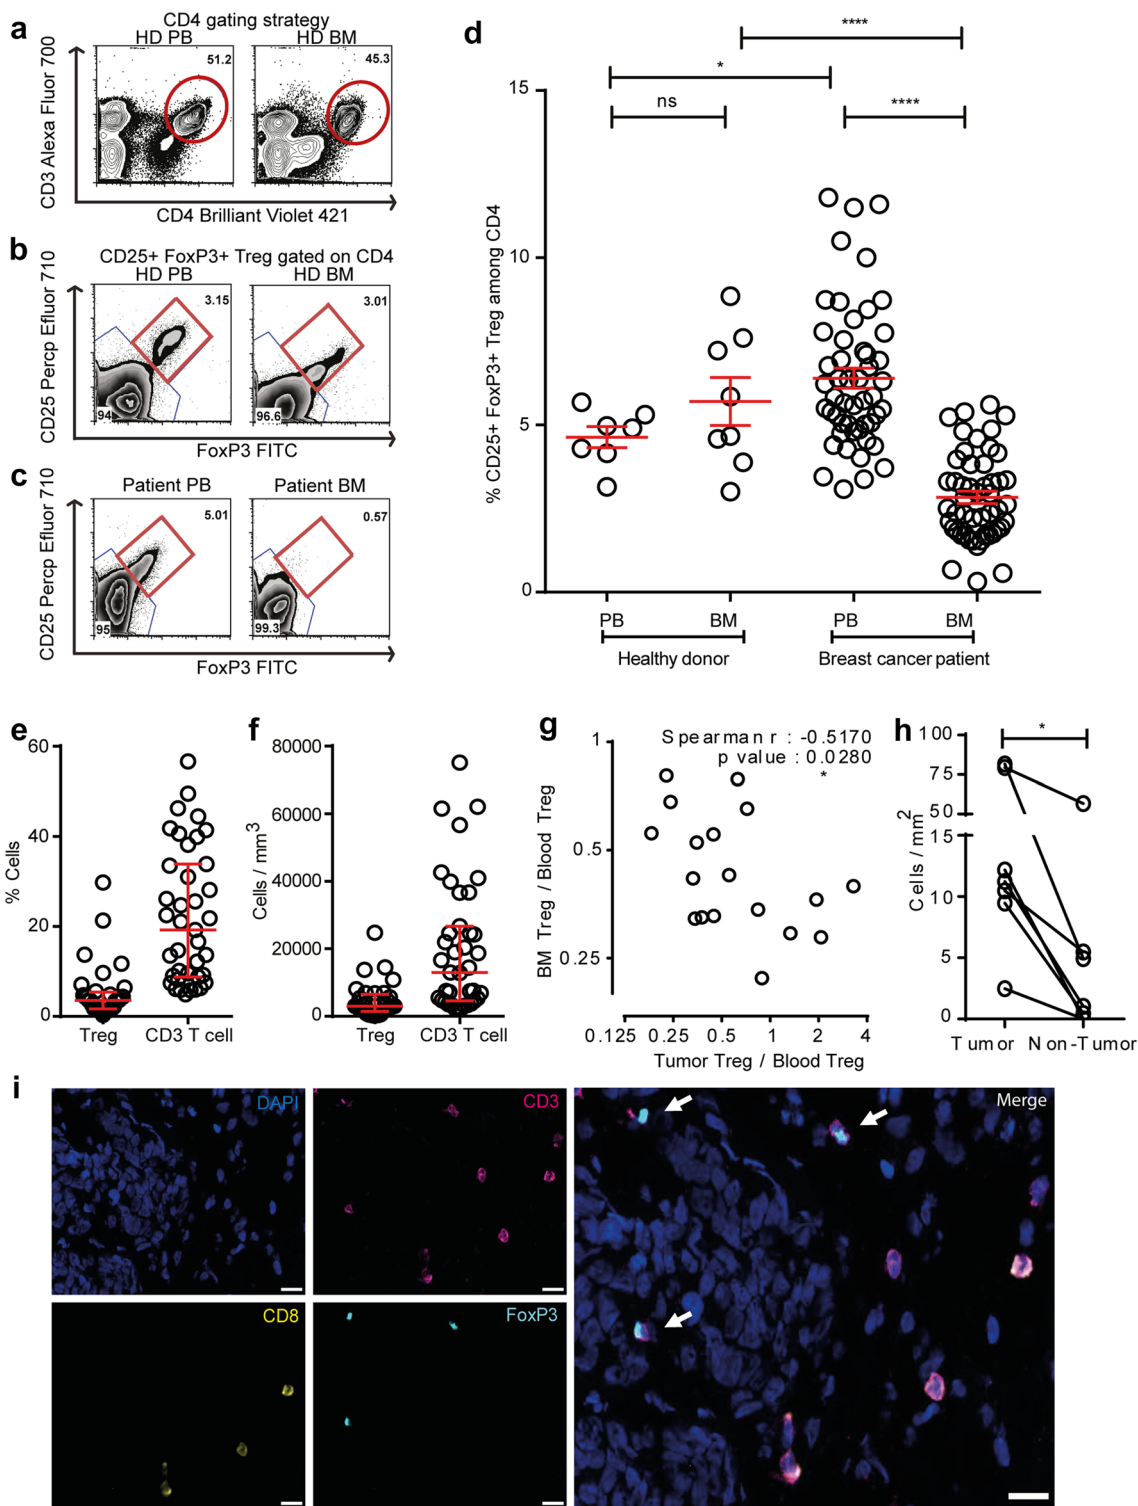 a
CD4 gating strategy
HD PB
HD BM
51.2
45.3
CD3 Alexa Fluor 700
CD4 Brilliant Violet 421
b
CD25+ FoxP3+ Treg gated on CD4
HD PB
HD BM
3.15
3.01
94
96.6
CD25 Percp Efluor 710
FoxP3 FITC
c
Patient PB
Patient BM
5.01
0.57
95
99.3
CD25 Percp Efluor 710
FoxP3 FITC
d
****
*
ns
****
15
10
5
0
% CD25+ FoxP3+ Treg among CD4
PB
BM
PB
BM
Healthy donor
Breast cancer patient
e
60
40
20
0
% Cells
Treg
CD3 T cell
f
80000
60000
40000
20000
0
Cells / mm3
Treg
CD3 T cell
g
Spearman r : -0.5170
p value : 0.0280
*
1
0.5
0.25
BM Treg / Blood Treg
0.125
0.25
0.5
1
2
4
Tumor Treg / Blood Treg
h
*
100
75
50
15
10
5
0
Cells / mm2
Tumor
Non-Tumor
i
DAPI
CD3
Merge
CD8
FoxP3